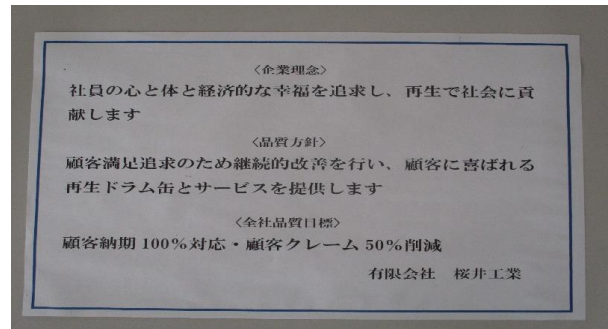 〈企業理念〉
社員の心と体と経済的な幸福を追求し、再生で社会に貢
献します
〈品質方針〉
顧客満足追求のため継続的改善を行い、顧客に喜ばれる
再生ドラム缶とサービスを提供します
〈全社品質目標〉
顧客納期100%対応・顧客クレーム50%削減
有限会社　桜井工業